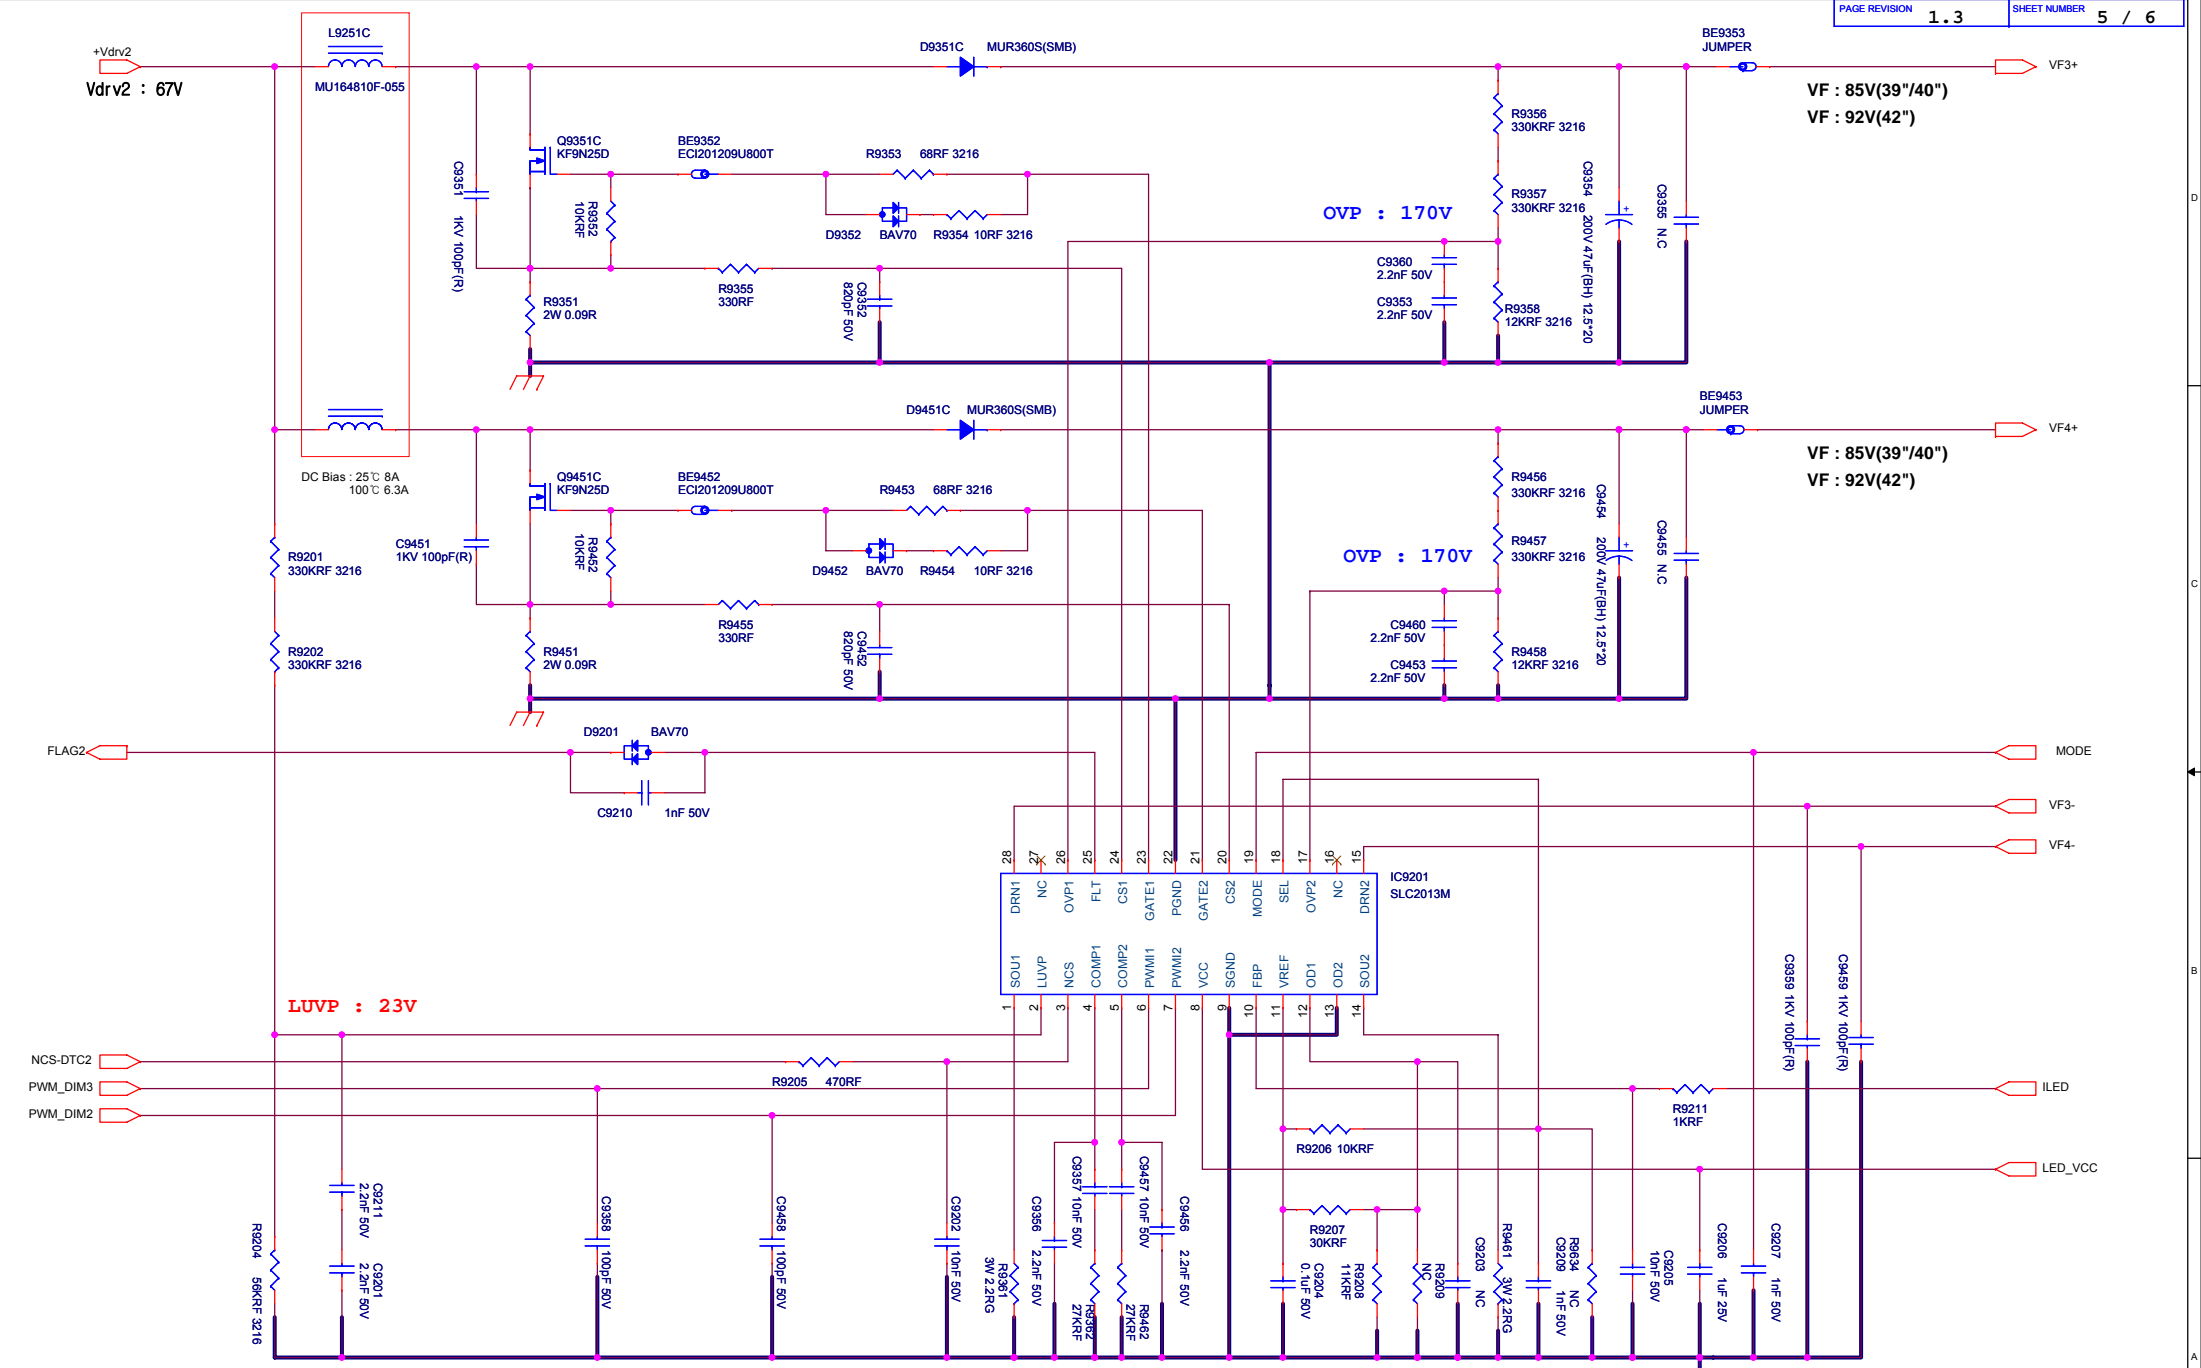 PAGE REVISION 1.3
SHEET NUMBER 5 / 6
L9251C
MU164810F-055
+Vdrv2
Vdrv2 : 67V
D9351C MUR360S(SMB)
BE9353
JUMPER
VF3+
VF : 85V(39"/40")
VF : 92V(42")
Q9351C
KF9N25D
BE9352
ECI201209U800T
R9353 68RF 3216
R9356
330KRF 3216
C9351 1KV 100pF(R)
R9352
10KRF
D9352 BAV70 R9354 10RF 3216
R9357
330KRF 3216
C9354 200V 47uF(BH) 12.5*20
C9355 N.C
D
OVP : 170V
R9355
330RF
C9360
2.2nF 50V
R9351
2W 0.09R
C9352
820pF 50V
C9353
2.2nF 50V
R9358
12KRF 3216
D9451C MUR360S(SMB)
BE9453
JUMPER
VF4+
VF : 85V(39"/40")
VF : 92V(42")
DC Bias : 25℃ 8A
100℃ 6.3A
Q9451C
KF9N25D
BE9452
ECI201209U800T
R9453 68RF 3216
R9456
330KRF 3216
C9454 200V 47uF(BH) 12.5*20
C9455 N.C
R9201
330KRF 3216
C9451
1KV 100pF(R)
R9452
10KRF
D9452 BAV70 R9454 10RF 3216
OVP : 170V
R9457
330KRF 3216
C
R9455
330RF
C9460
2.2nF 50V
R9202
330KRF 3216
R9451
2W 0.09R
C9452
820pF 50V
C9453
2.2nF 50V
R9458
12KRF 3216
FLAG2
D9201 BAV70
C9210 1nF 50V
MODE
VF3-
VF4-
28 27 26 25 24 23 22 21 20 19 18 17 16 15
DRN1 NC OVP1 FLT CS1 GATE1 PGND GATE2 CS2 MODE SEL OVP2 NC DRN2
IC9201
SLC2013M
SOU1 LUVP NCS COMP1 COMP2 PWMI1 PWMI2 VCC SGND FBP VREF OD1 OD2 SOU2
1 2 3 4 5 6 7 8 9 10 11 12 13 14
C9359 1KV 100pF(R)
C9459 1KV 100pF(R)
B
LUVP : 23V
NCS-DTC2
R9205 470RF
PWM_DIM3
PWM_DIM2
ILED
R9211
1KRF
R9206 10KRF
LED_VCC
R9204 56KRF 3216
C9211
2.2nF 50V
C9201
2.2nF 50V
C9358
100pF 50V
C9458
100pF 50V
C9202
10nF 50V
R9361
3W 2.2RG
C9356 2.2nF 50V
C9357 10nF 50V
R9362
27KRF
C9457 10nF 50V
R9462
27KRF
C9456 2.2nF 50V
R9207
30KRF
C9204
0.1uF 50V
R9208
11KRF
R9209
NC
C9203 NC
R9461 3W 2.2RG
R9634 NC
C9209 1nF 50V
C9205
10nF 50V
C9206 1uF 25V
C9207 1nF 50V
A